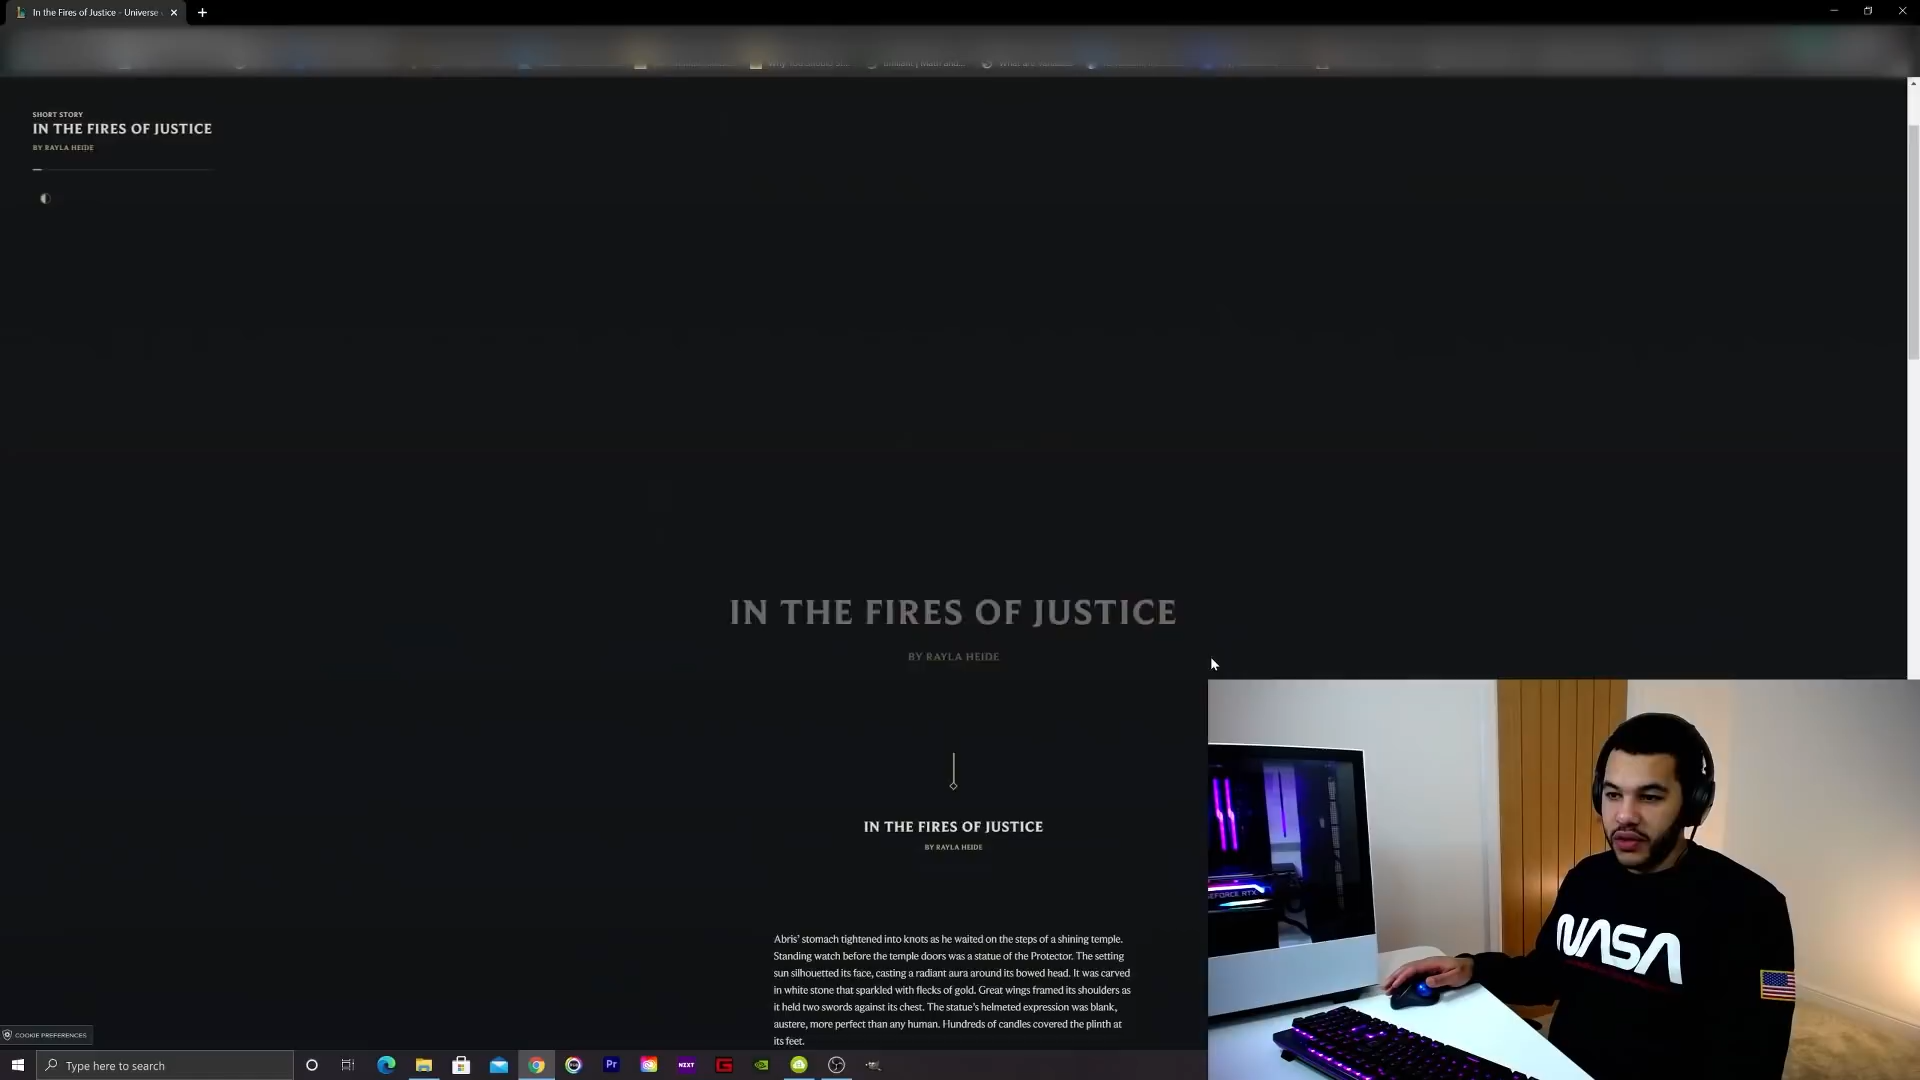 In the Fires of Justice - Universe
SHORT STORY
IN THE FIRES OF JUSTICE
BY RAYLA HEIDE
IN THE FIRES OF JUSTICE
BY RAYLA HEIDE
IN THE FIRES OF JUSTICE
BY RAYLA HEIDE
Abris' stomach tightened into knots as he waited on the steps of a shining temple.
Standing watch before the temple doors was a statue of the Protector. The setting
sun silhouetted its face, casting a radiant aura around its bowed head. It was carved
in white stone that sparkled with flecks of gold. Great wings framed its shoulders as
it held two swords against its chest. The statue's helmeted expression was blank,
austere, more perfect than any human. Hundreds of candles covered the plinth at
its feet.
COOKIE PREFERENCES
Type here to search
Pr
NZXT
GEFORCE RTX
NASA